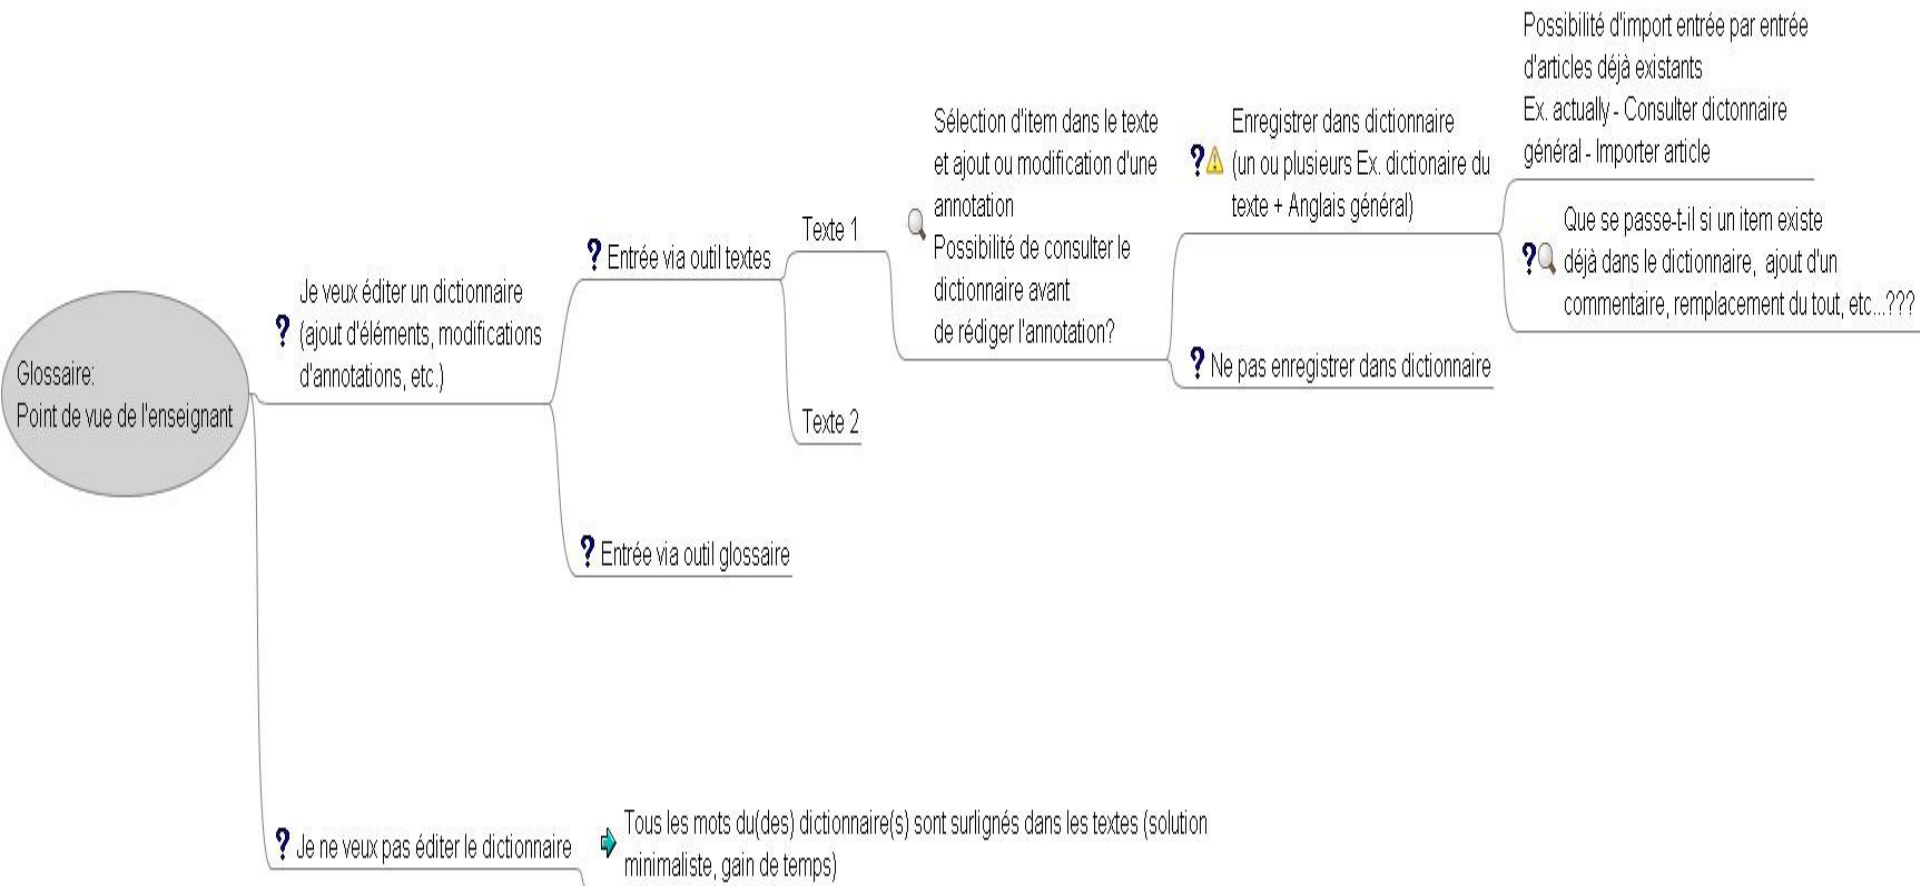 Glossaire:
Point de vue de l'enseignant
Je veux éditer un dictionnaire
(ajout d'éléments, modifications
d'annotations, etc.)
Entrée via outil textes
Texte 1
Sélection d'item dans le texte
et ajout ou modification d'une
annotation
Possibilité de consulter le
dictionnaire avant
de rédiger l'annotation?
Enregistrer dans dictionnaire
(un ou plusieurs Ex. dictionaire du
texte + Anglais général)
Possibilité d'import entrée par entrée
d'articles déjà existants
Ex. actually - Consulter dictonnaire
général - Importer article
Que se passe-t-il si un item existe
déjà dans le dictionnaire, ajout d'un
commentaire, remplacement du tout, etc...???
Ne pas enregistrer dans dictionnaire
Texte 2
Entrée via outil glossaire
Je ne veux pas éditer le dictionnaire
Tous les mots du(des) dictionnaire(s) sont surlignés dans les textes (solution
minimaliste, gain de temps)